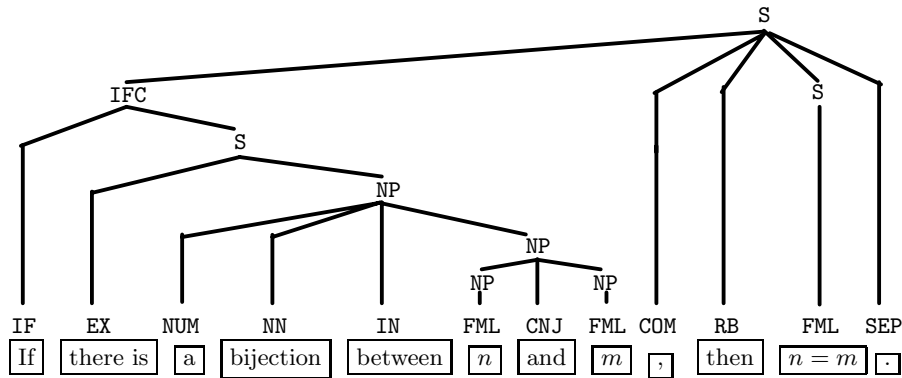 S
IFC S
S
NP
NP
NP NP
IF EX NUM NN IN FML CNJ FML COM RB FML SEP
If there is a bijection between n and m , then n = m .